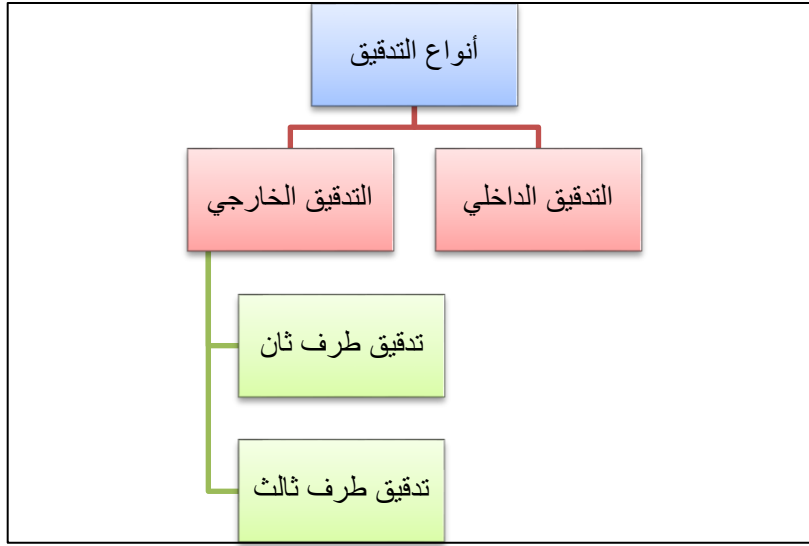 أنواع التدقيق
التدقيق الداخلي
التدقيق الخارجي
تدقيق طرف ثان
تدقيق طرف ثالث